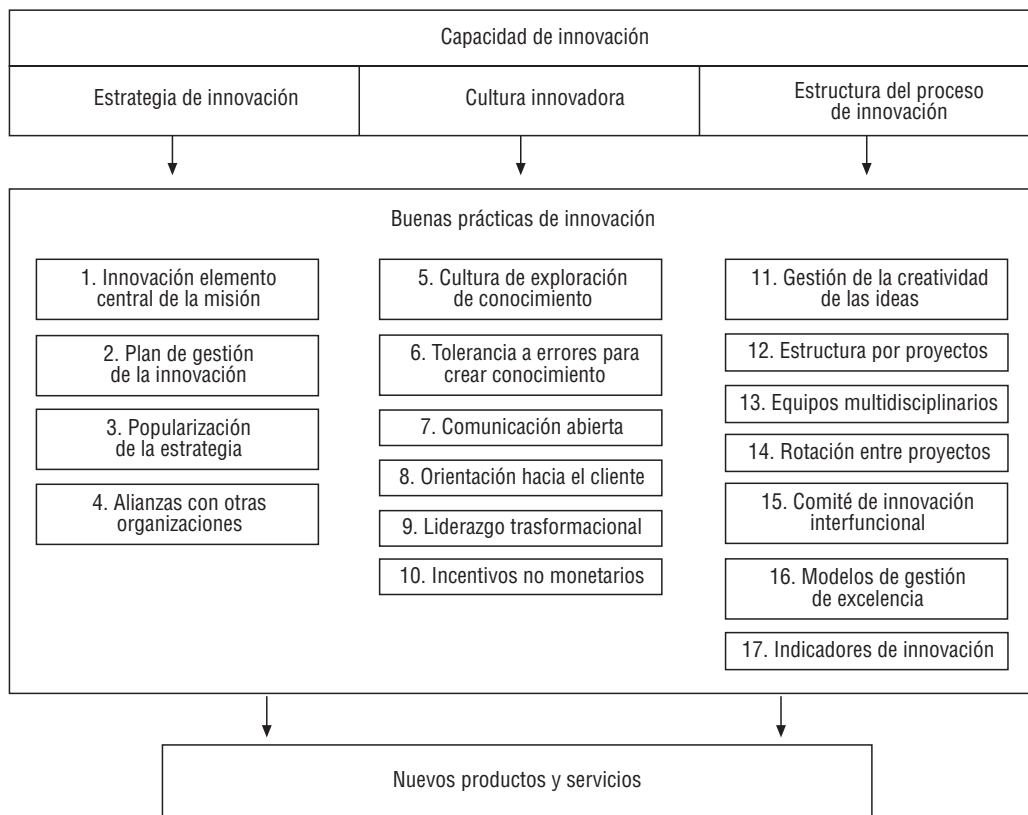 Capacidad de innovación
Estrategia de innovación
Cultura innovadora
Estructura del proceso
de innovación
Buenas prácticas de innovación
1. Innovación elemento
central de la misión
2. Plan de gestión
de la innovación
3. Popularización
de la estrategia
4. Alianzas con otras
organizaciones
5. Cultura de exploración
de conocimiento
6. Tolerancia a errores para
crear conocimiento
7. Comunicación abierta
8. Orientación hacia el cliente
9. Liderazgo trasformacional
10. Incentivos no monetarios
11. Gestión de la creatividad
de las ideas
12. Estructura por proyectos
13. Equipos multidisciplinarios
14. Rotación entre proyectos
15. Comité de innovación
interfuncional
16. Modelos de gestión
de excelencia
17. Indicadores de innovación
Nuevos productos y servicios